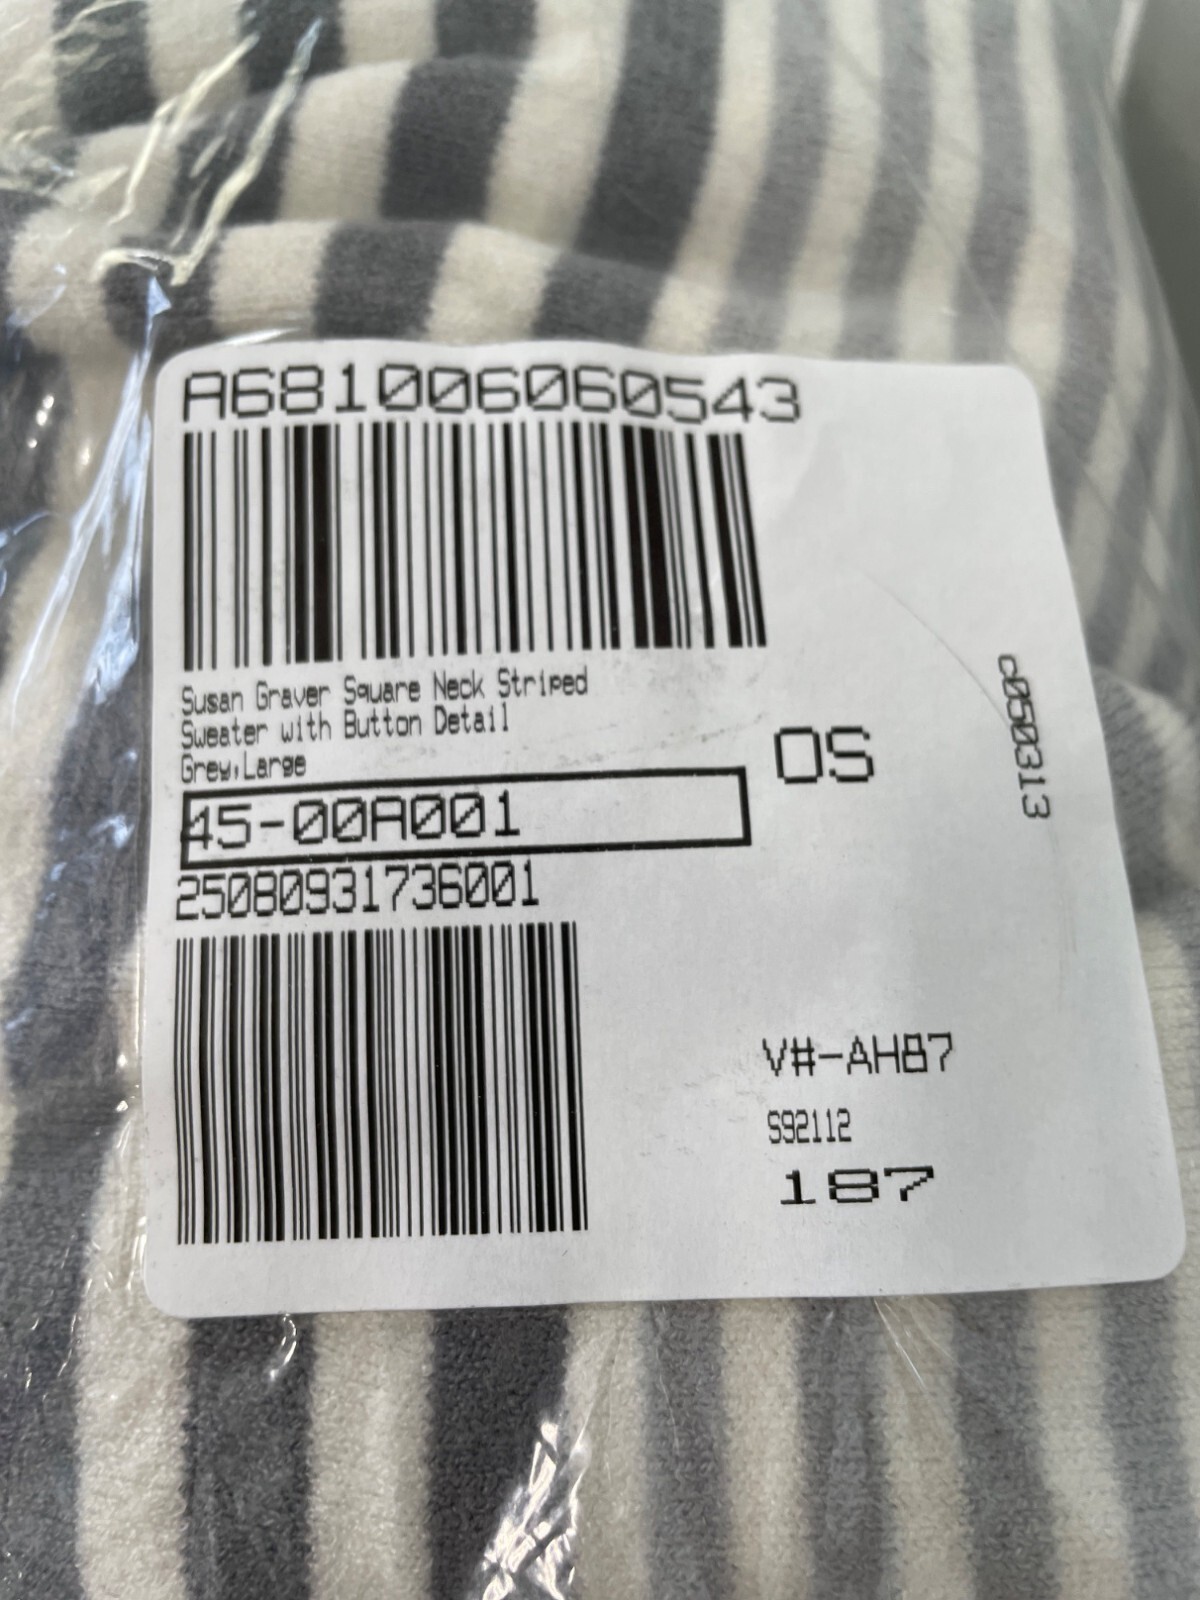 A681006060543
Susan Graver Square Neck Striped
Sweater with Button Detail
Grey,Large
OS
c050313
45-00A001
25080931736001
V#-AH87
S92112
187